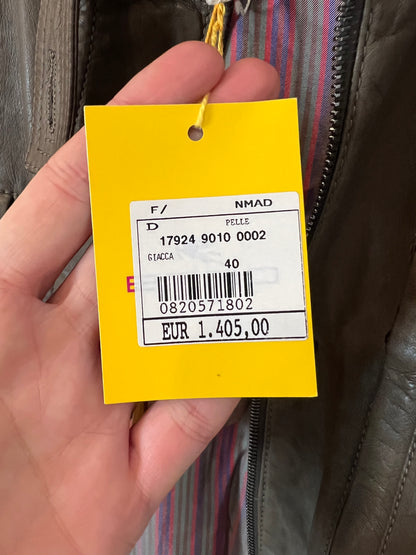 F/ NMAD
D PELLE
17924 9010 0002
GIACCA
40
0820571802
EUR 1.405,00